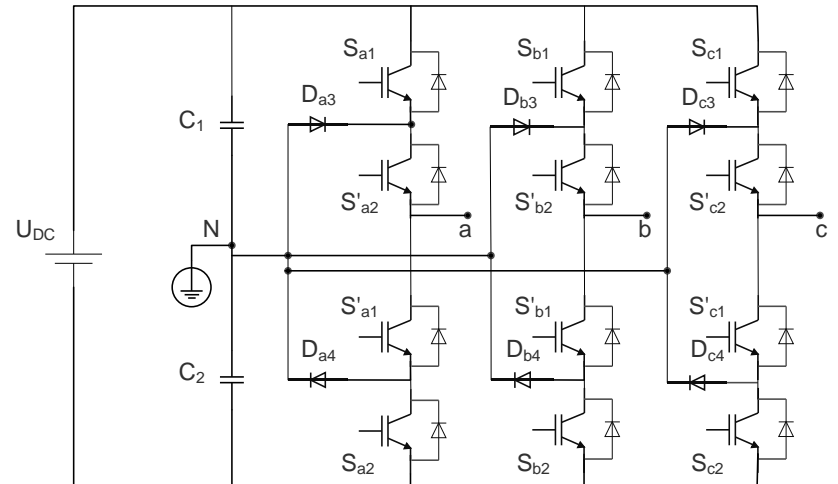 Sa1
Sb1
Sc1
Da3
Db3
Dc3
C1
S'a2
S'b2
S'c2
UDC
N
a
b
c
S'a1
S'b1
S'c1
Da4
Db4
Dc4
C2
Sa2
Sb2
Sc2